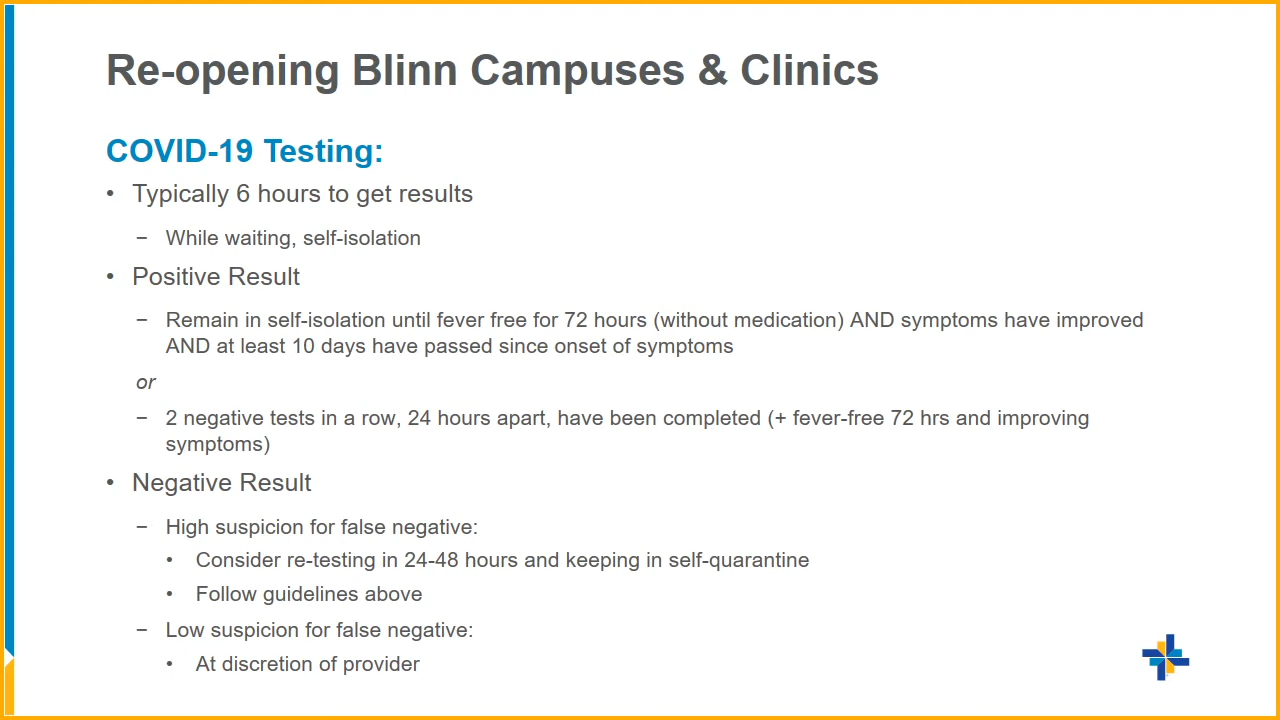 Re-opening Blinn Campuses & Clinics
COVID-19 Testing:
• Typically 6 hours to get results
− While waiting, self-isolation
• Positive Result
− Remain in self-isolation until fever free for 72 hours (without medication) AND symptoms have improved
AND at least 10 days have passed since onset of symptoms
or
− 2 negative tests in a row, 24 hours apart, have been completed (+ fever-free 72 hrs and improving
symptoms)
• Negative Result
− High suspicion for false negative:
• Consider re-testing in 24-48 hours and keeping in self-quarantine
• Follow guidelines above
− Low suspicion for false negative:
• At discretion of provider